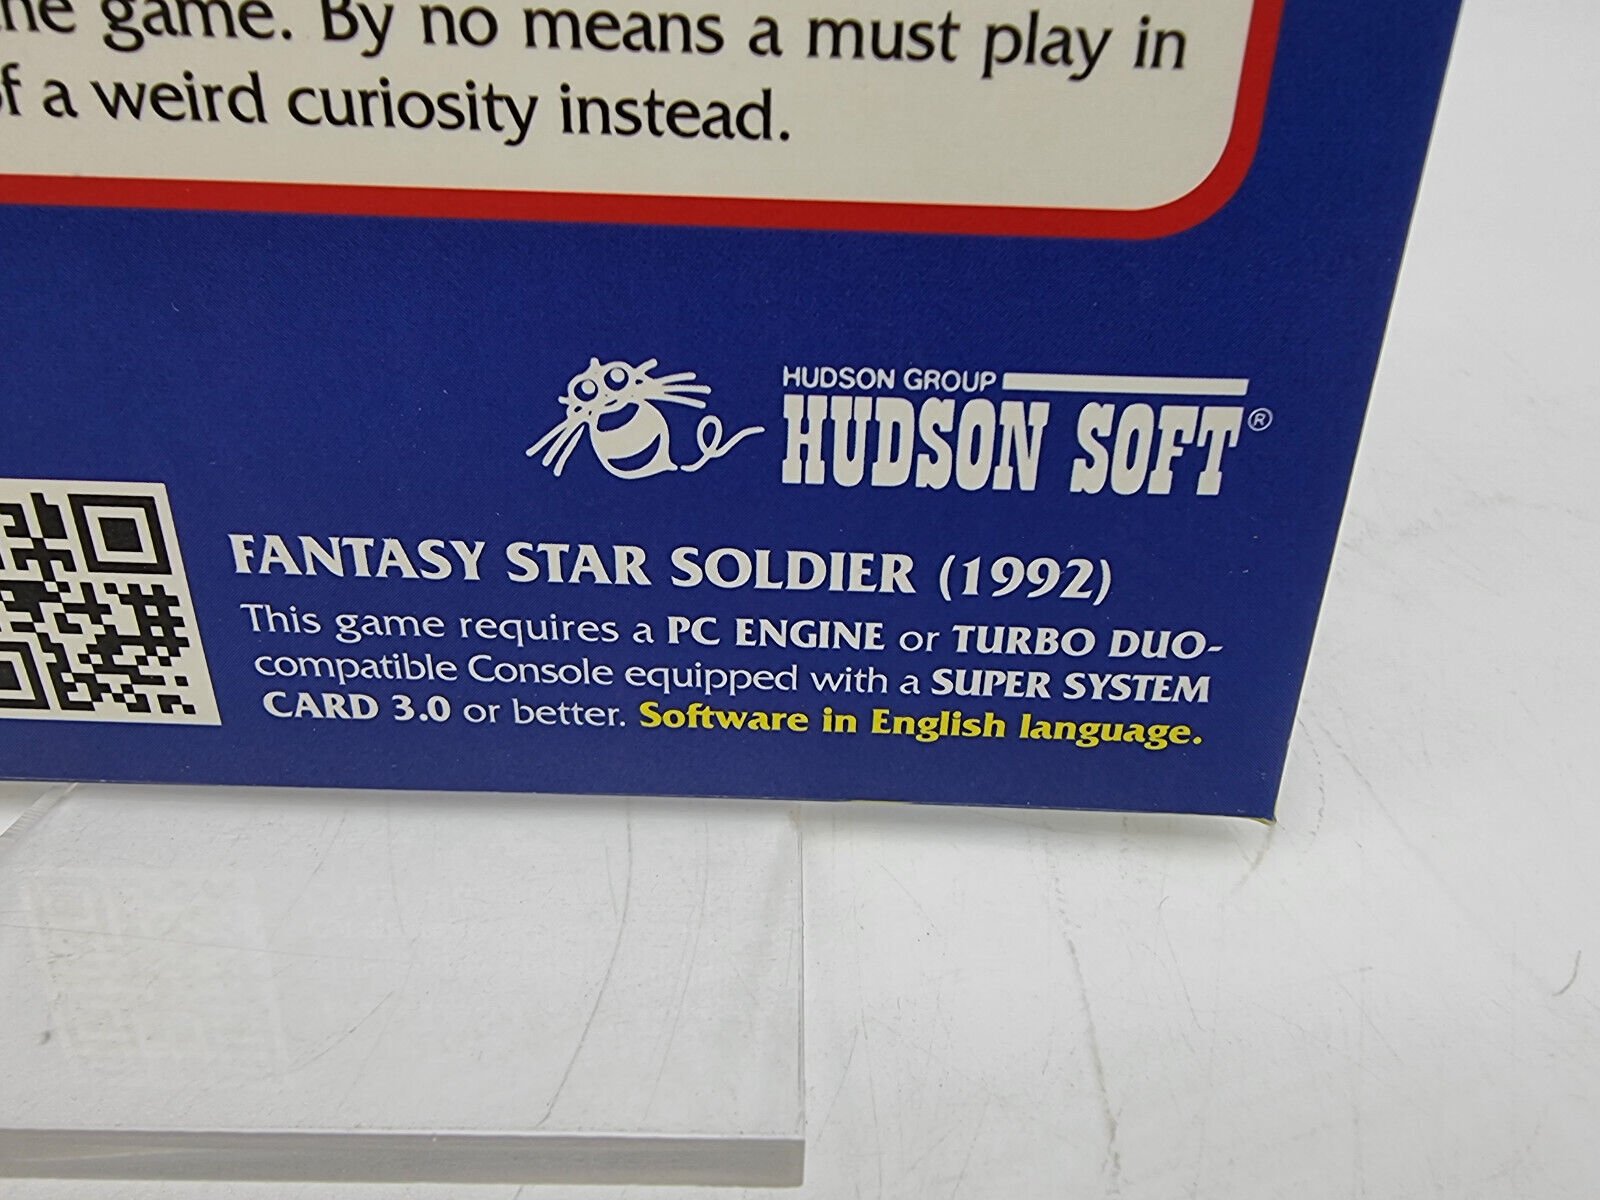 the game. By no means a must play in
of a weird curiosity instead.
HUDSON GROUP
HUDSON SOFT®
FANTASY STAR SOLDIER (1992)
This game requires a PC ENGINE or TURBO DUO-
compatible Console equipped with a SUPER SYSTEM
CARD 3.0 or better. Software in English language.